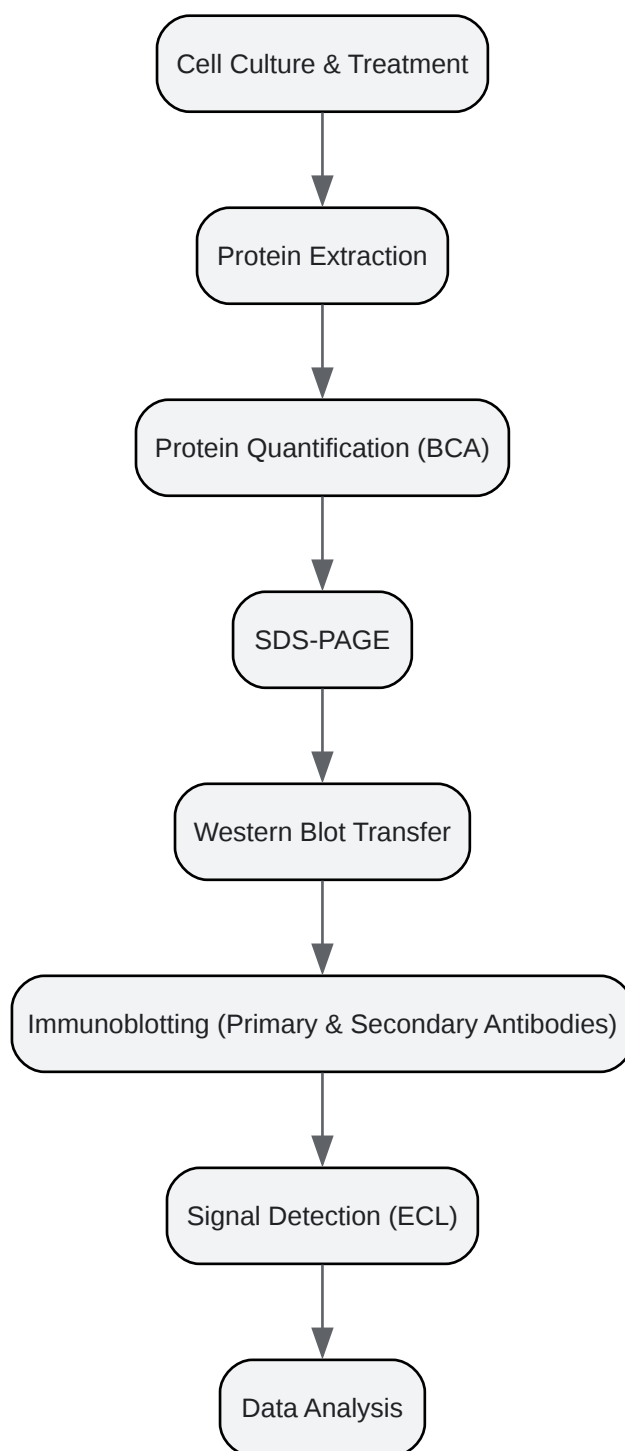 Cell Culture & Treatment
Protein Extraction
Protein Quantification (BCA)
SDS-PAGE
Western Blot Transfer
Immunoblotting (Primary & Secondary Antibodies)
Signal Detection (ECL)
Data Analysis